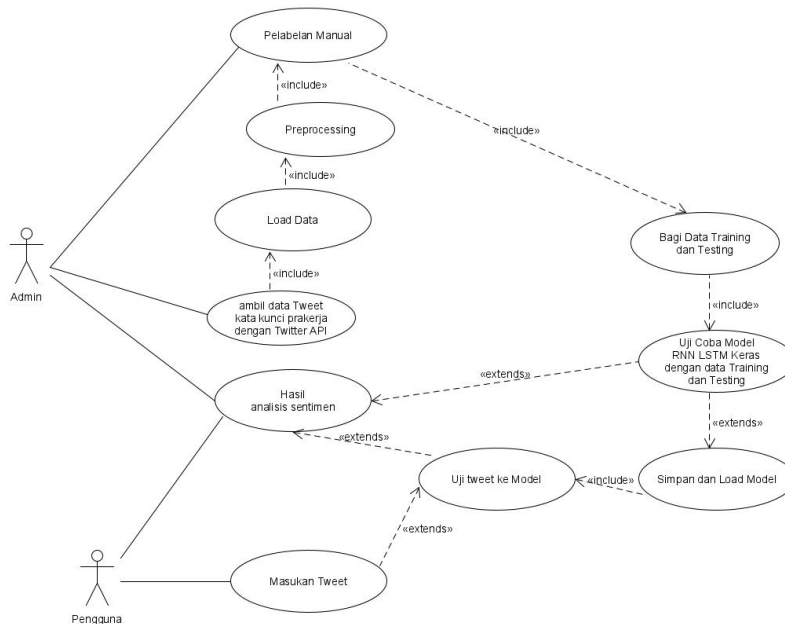 Pelabelan Manual
«include»
Preprocessing
«include»
«include»
Load Data
Bagi Data Training
dan Testing
Admin
«include»
ambil data Tweet
kata kunci prakerja
dengan Twitter API
«include»
Uji Coba Model
RNN LSTM Keras
dengan data Training
dan Testing
«extends»
Hasil
analisis sentimen
«extends»
«extends»
Uji tweet ke Model
«include»
Simpan dan Load Model
«extends»
Masukan Tweet
Pengguna